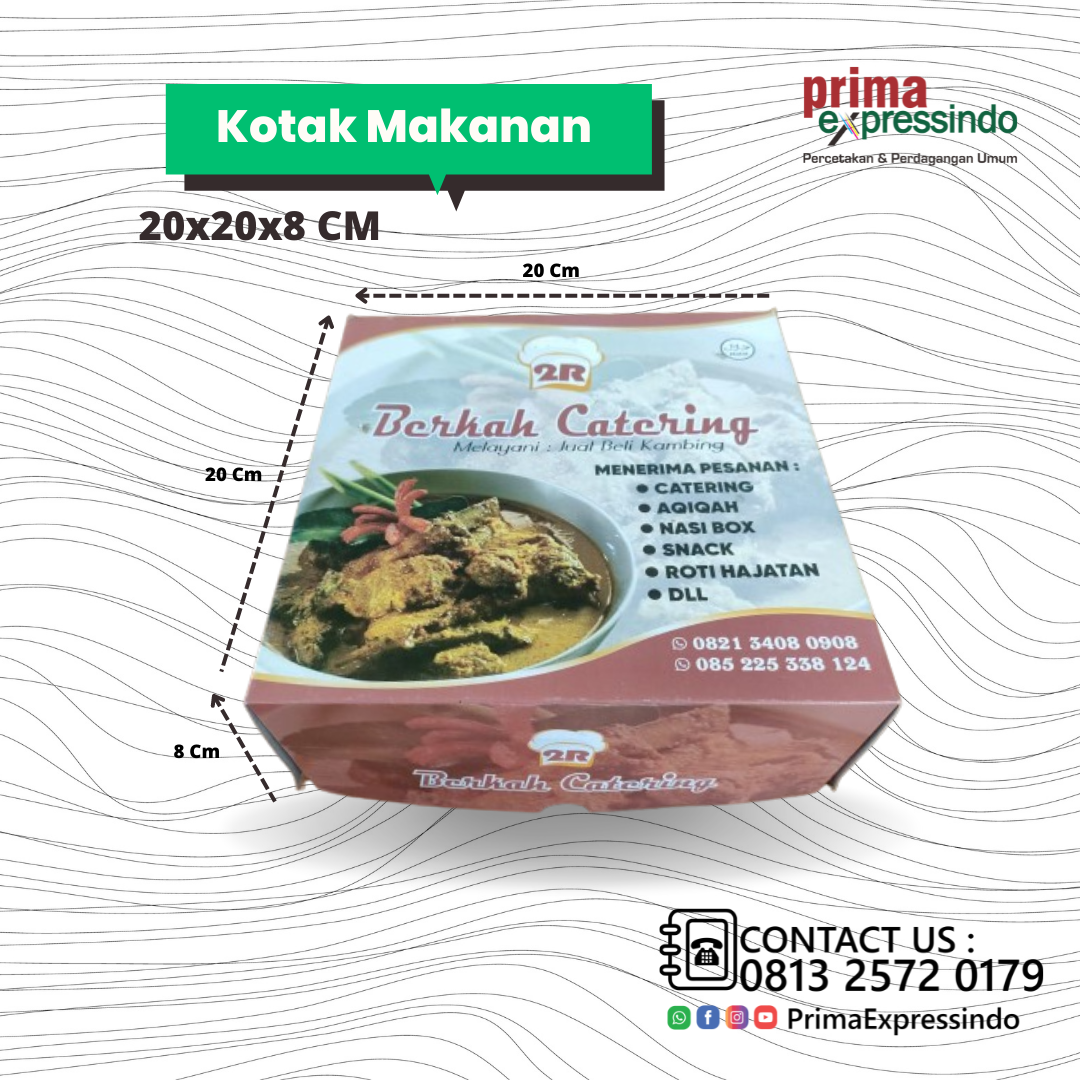 Kotak Makanan
prima
expressindo
Percetakan & Perdagangan Umum
20x20x8 CM
20 Cm
20 Cm
8 Cm
2R
Berkah Catering
Melayani : Jual Beli Kambing
MENERIMA PESANAN :
• CATERING
• AQIQAH
• NASI BOX
• SNACK
• ROTI HAJATAN
• DLL
0821 3408 0908
085 225 338 124
2R
Berkah Catering
CONTACT US :
0813 2572 0179
PrimaExpressindo